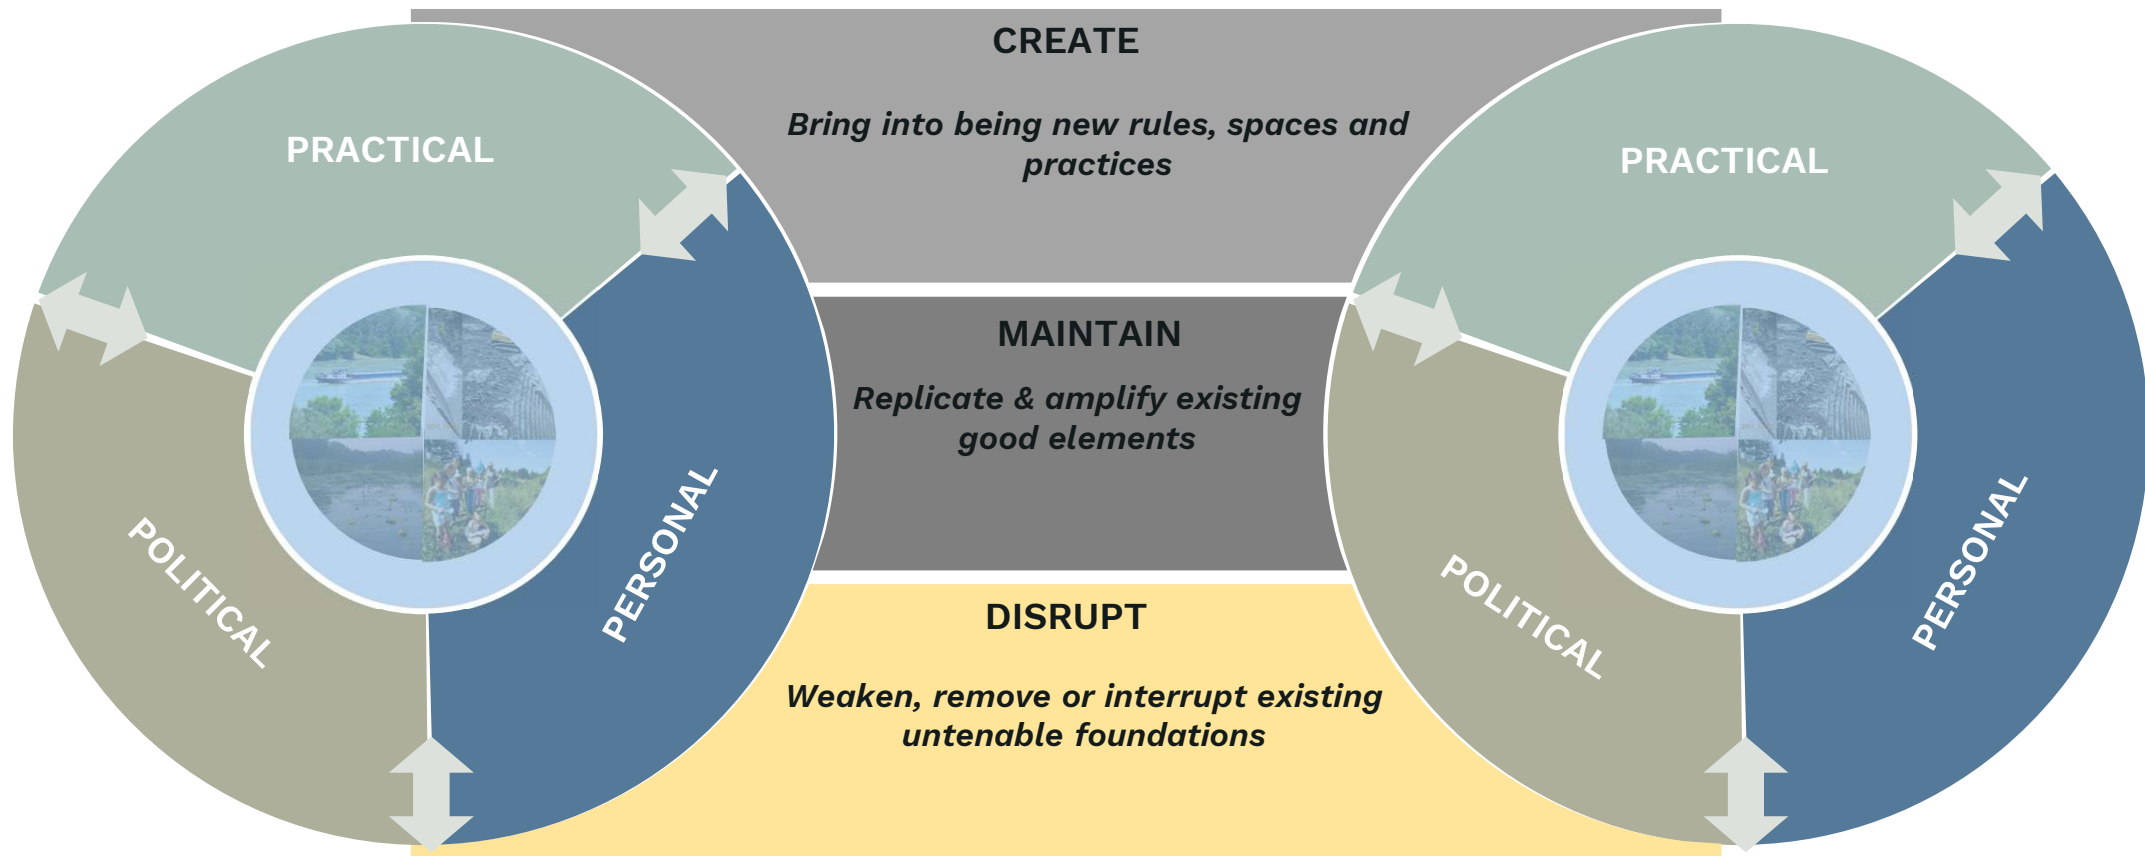 PRACTICAL
POLITICAL
PERSONAL
CREATE
Bring into being new rules, spaces and
practices
MAINTAIN
Replicate & amplify existing
good elements
DISRUPT
Weaken, remove or interrupt existing
untenable foundations
PRACTICAL
POLITICAL
PERSONAL